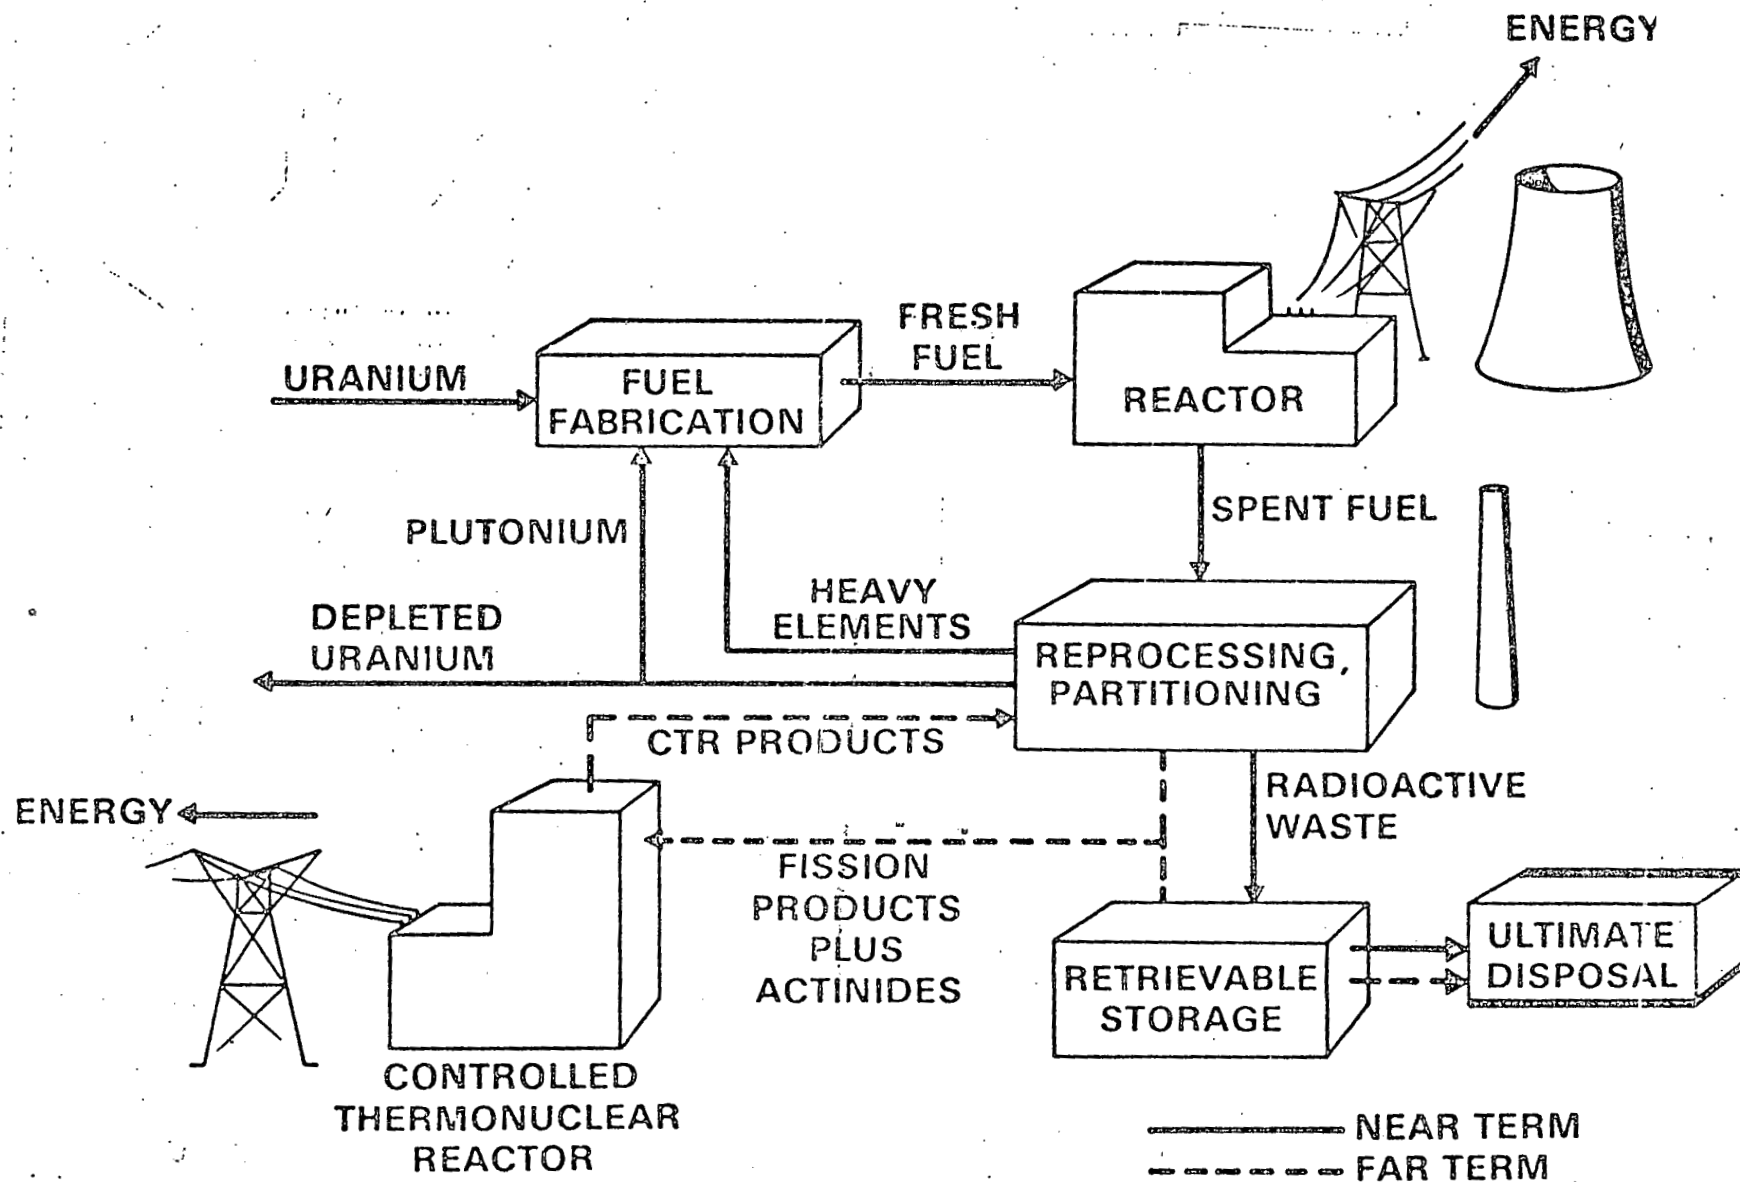 ENERGY
FRESH
FUEL
URANIUM
FUEL
FABRICATION
REACTOR
PLUTONIUM
SPENT FUEL
HEAVY
ELEMENTS
DEPLETED
URANIUM
REPROCESSING,
PARTITIONING
CTR PRODUCTS
ENERGY
RADIOACTIVE
WASTE
FISSION
PRODUCTS
PLUS
ACTINIDES
RETRIEVABLE
STORAGE
ULTIMATE
DISPOSAL
CONTROLLED
THERMONUCLEAR
REACTOR
NEAR TERM
FAR TERM